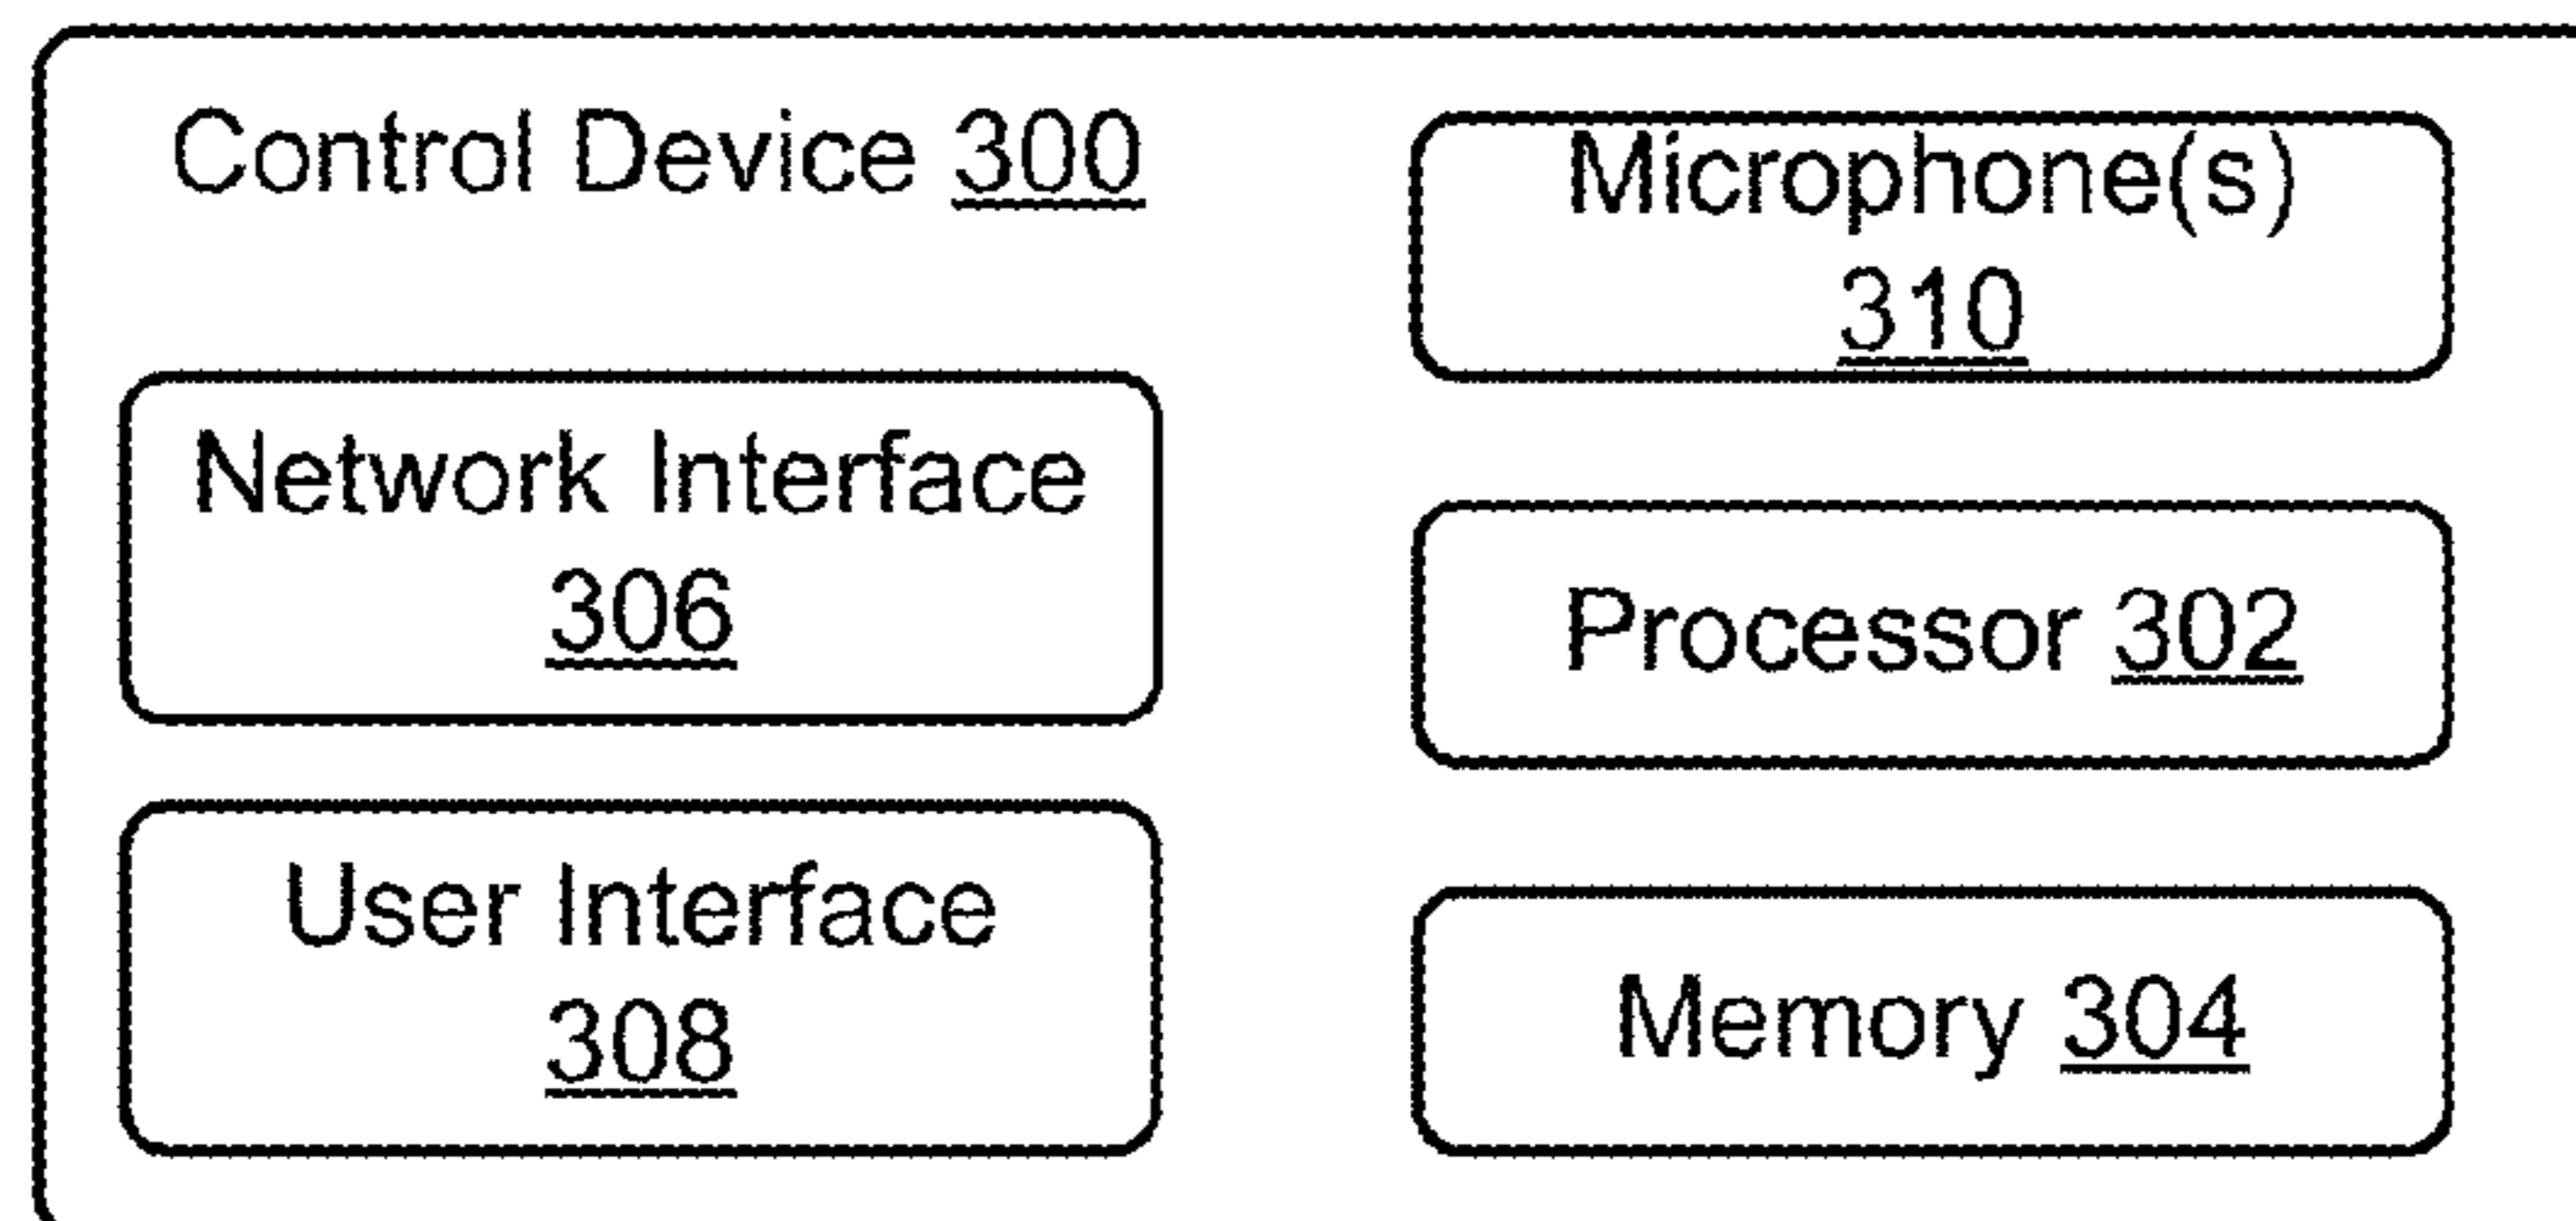 Control Device 300
Network Interface
306
User Interface
308
Microphone(s)
310
Processor 302
Memory 304